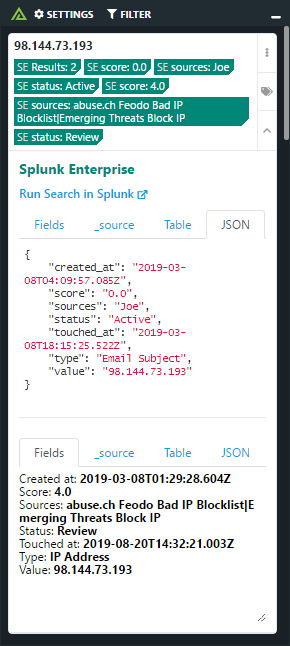 SETTINGS FILTER
98.144.73.193
SE Results: 2 SE score: 0.0 SE sources: Joe
SE status: Active SE score: 4.0
SE sources: abuse.ch Feodo Bad IP
Blocklist|Emerging Threats Block IP
SE status: Review
Splunk Enterprise
Run Search in Splunk
Fields _source Table JSON
{
"created_at": "2019-03-
08T04:09:57.085Z",
"score": "0.0",
"sources": "Joe",
"status": "Active",
"touched_at": "2019-03-
08T18:15:25.522Z",
"type": "Email Subject",
"value": "98.144.73.193"
}
Fields _source Table JSON
Created at: 2019-03-08T01:29:28.604Z
Score: 4.0
Sources: abuse.ch Feodo Bad IP Blocklist|E
merging Threats Block IP
Status: Review
Touched at: 2019-08-20T14:32:21.003Z
Type: IP Address
Value: 98.144.73.193